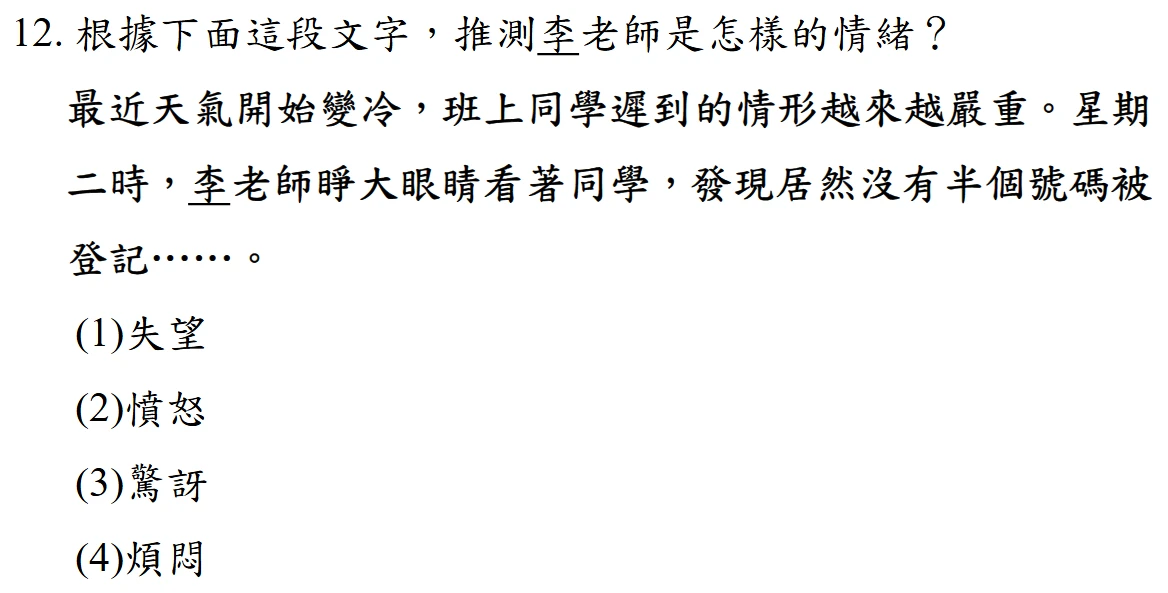 12. 根據下面這段文字，推測李老師是怎樣的情緒？
最近天氣開始變冷，班上同學遲到的情形越來越嚴重。星期
二時，李老師睜大眼睛看著同學，發現居然沒有半個號碼被
登記……。
(1)失望
(2)憤怒
(3)驚訝
(4)煩悶